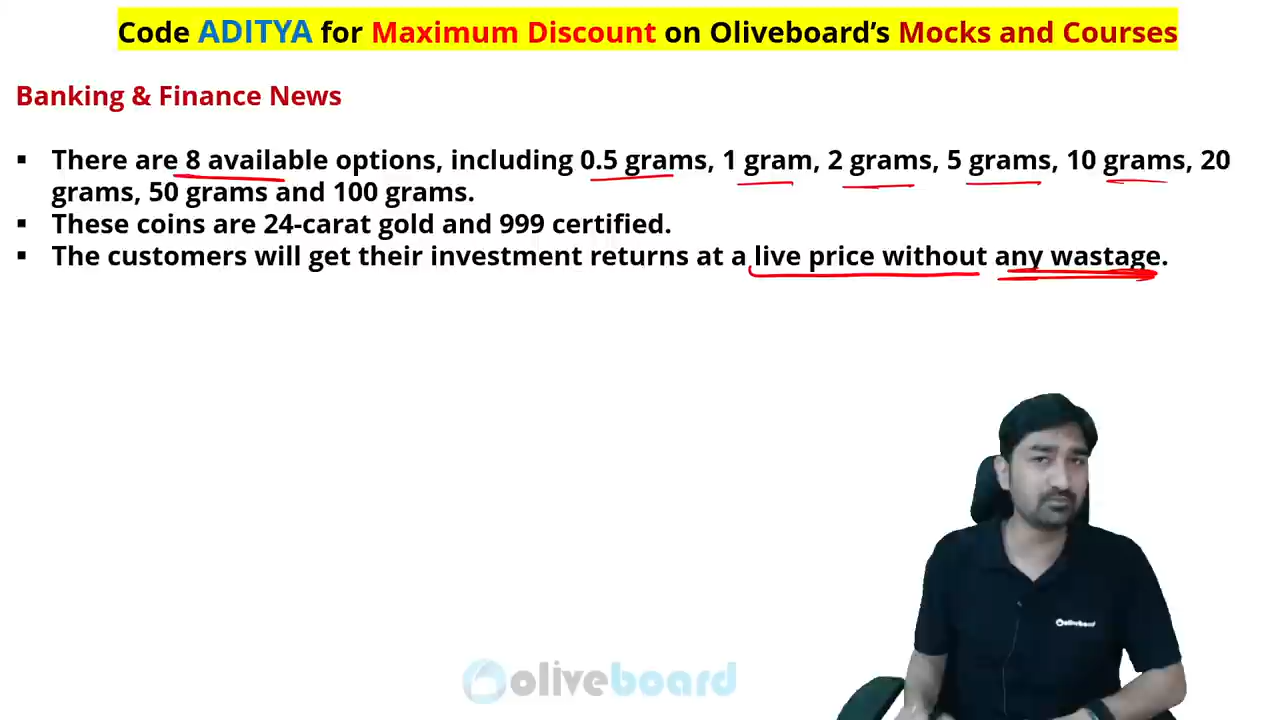 Code ADITYA for Maximum Discount on Oliveboard’s Mocks and Courses
Banking & Finance News
▪ There are 8 available options, including 0.5 grams, 1 gram, 2 grams, 5 grams, 10 grams, 20
grams, 50 grams and 100 grams.
▪ These coins are 24-carat gold and 999 certified.
▪ The customers will get their investment returns at a live price without any wastage.
oliveboard
oliveboard